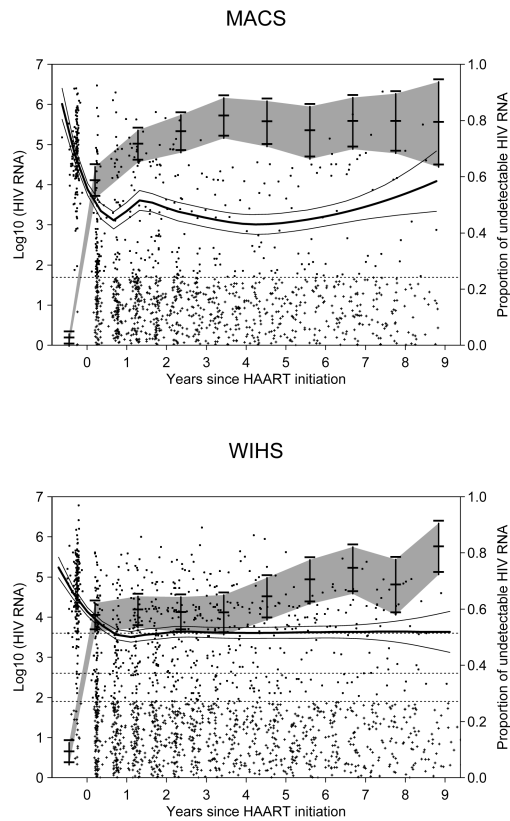 MACS
7
6
5
4
3
2
1
0
Log10 (HIV RNA)
1.0
0.8
0.6
0.4
0.2
0.0
Proportion of undetectable HIV RNA
0 1 2 3 4 5 6 7 8 9
Years since HAART initiation
WIHS
7
6
5
4
3
2
1
0
Log10 (HIV RNA)
1.0
0.8
0.6
0.4
0.2
0.0
Proportion of undetectable HIV RNA
0 1 2 3 4 5 6 7 8 9
Years since HAART initiation